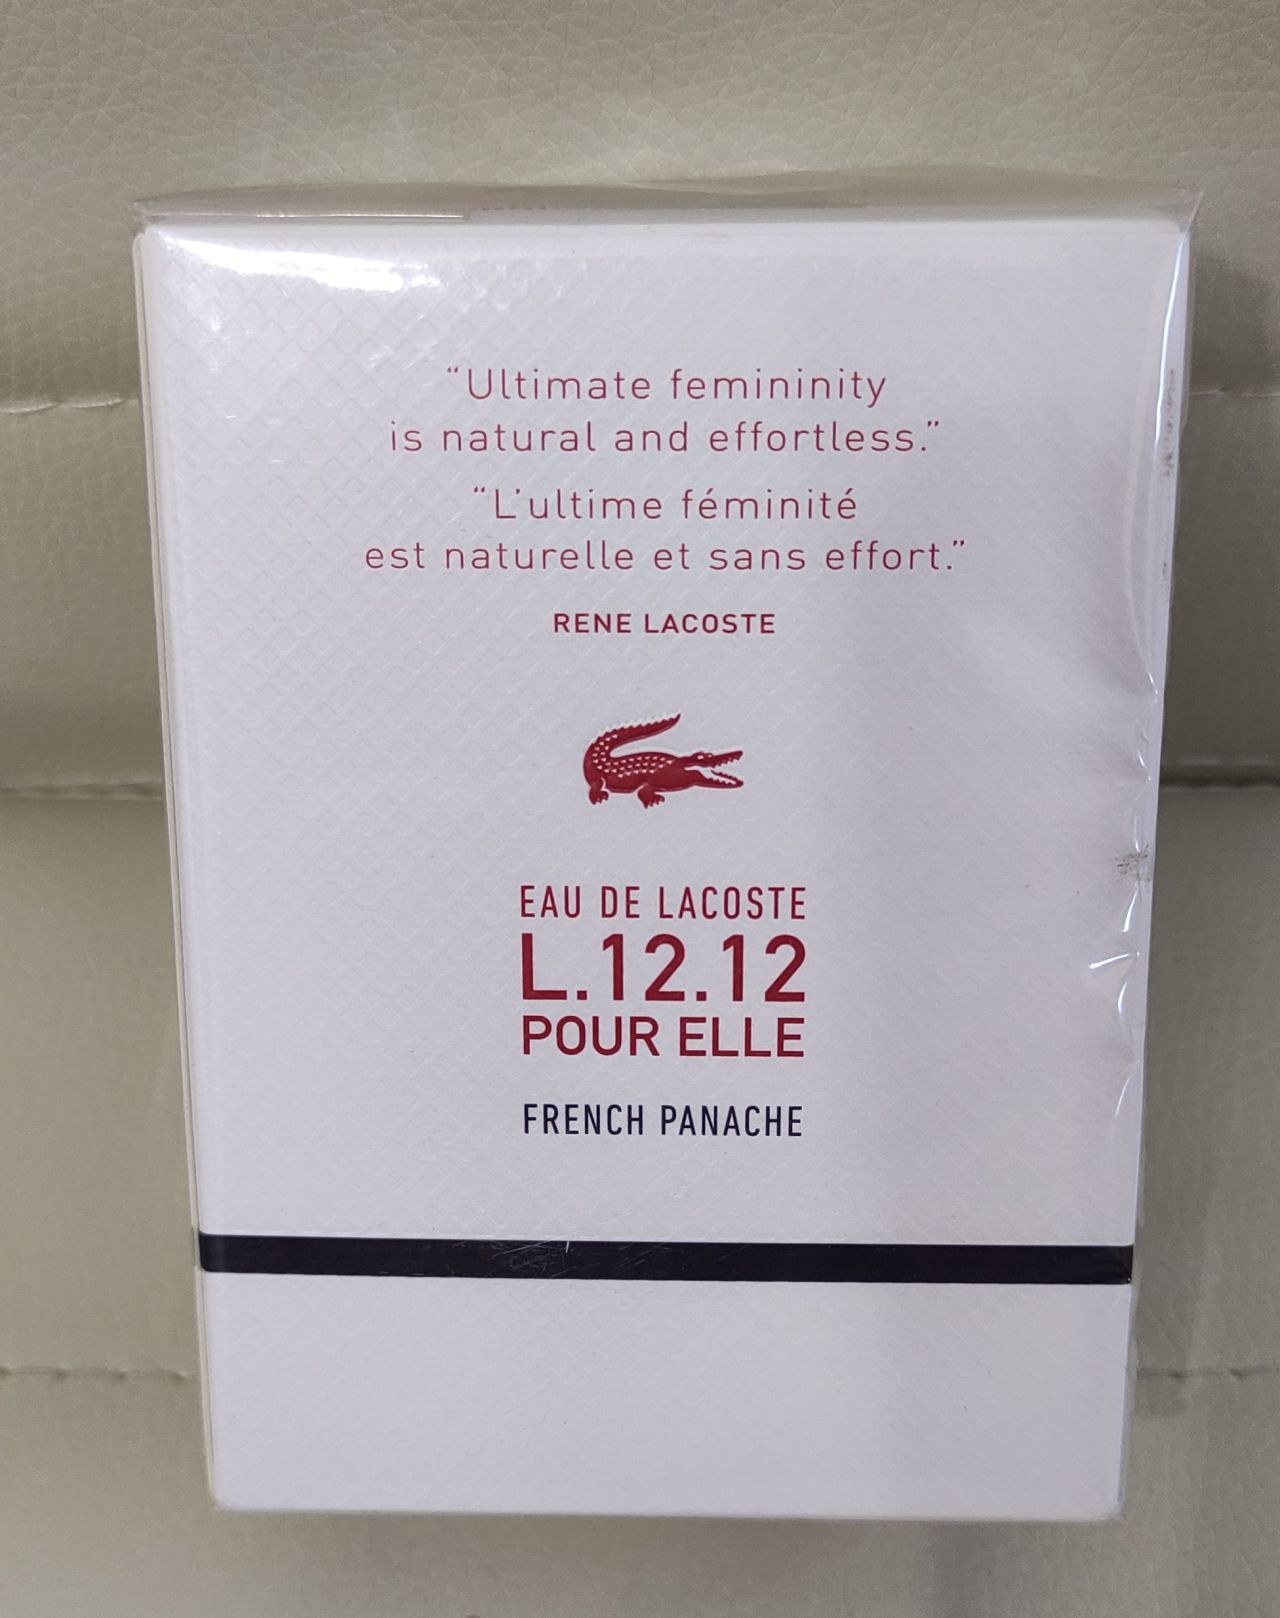 “Ultimate femininity
is natural and effortless.”
“L’ultime féminité
est naturelle et sans effort.”
RENE LACOSTE
EAU DE LACOSTE
L.12.12
POUR ELLE
FRENCH PANACHE